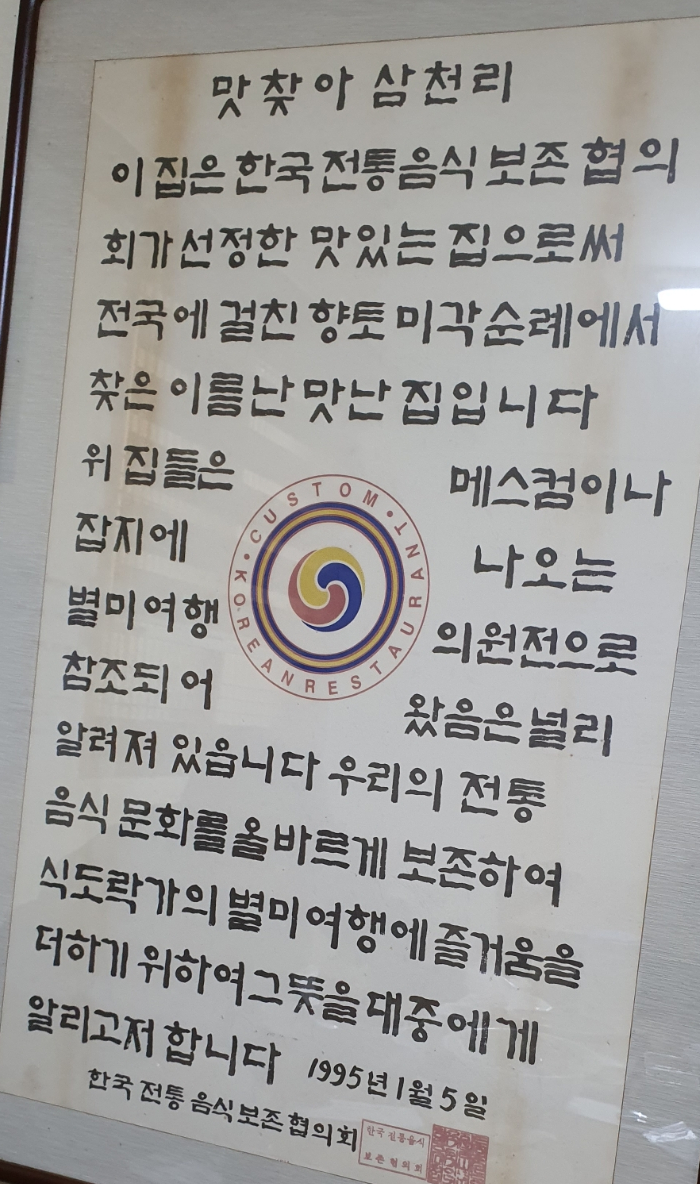 맛찾아 삼천리
이 집은 한국전통음식 보존 협의
회가 선정한 맛있는 집으로써
전국에 걸친 향토 미각순례에서
찾은 이름난 맛난 집입니다
위 집들은 메스컴이나
잡지에 나오는
별미여행 의원전으로
참조되어 왔음은 널리
알려져 있읍니다 우리의 전통
음식 문화를 올바르게 보존하여
식도락가의 별미여행에 즐거움을
더하기 위하여 그 뜻을 대중에게
알리고저 합니다 1995년 1월 5일
한국 전통 음식 보존 협의회
한국 전통음식
보존협의회
• CUSTOM •
KOREAN RESTAURANT